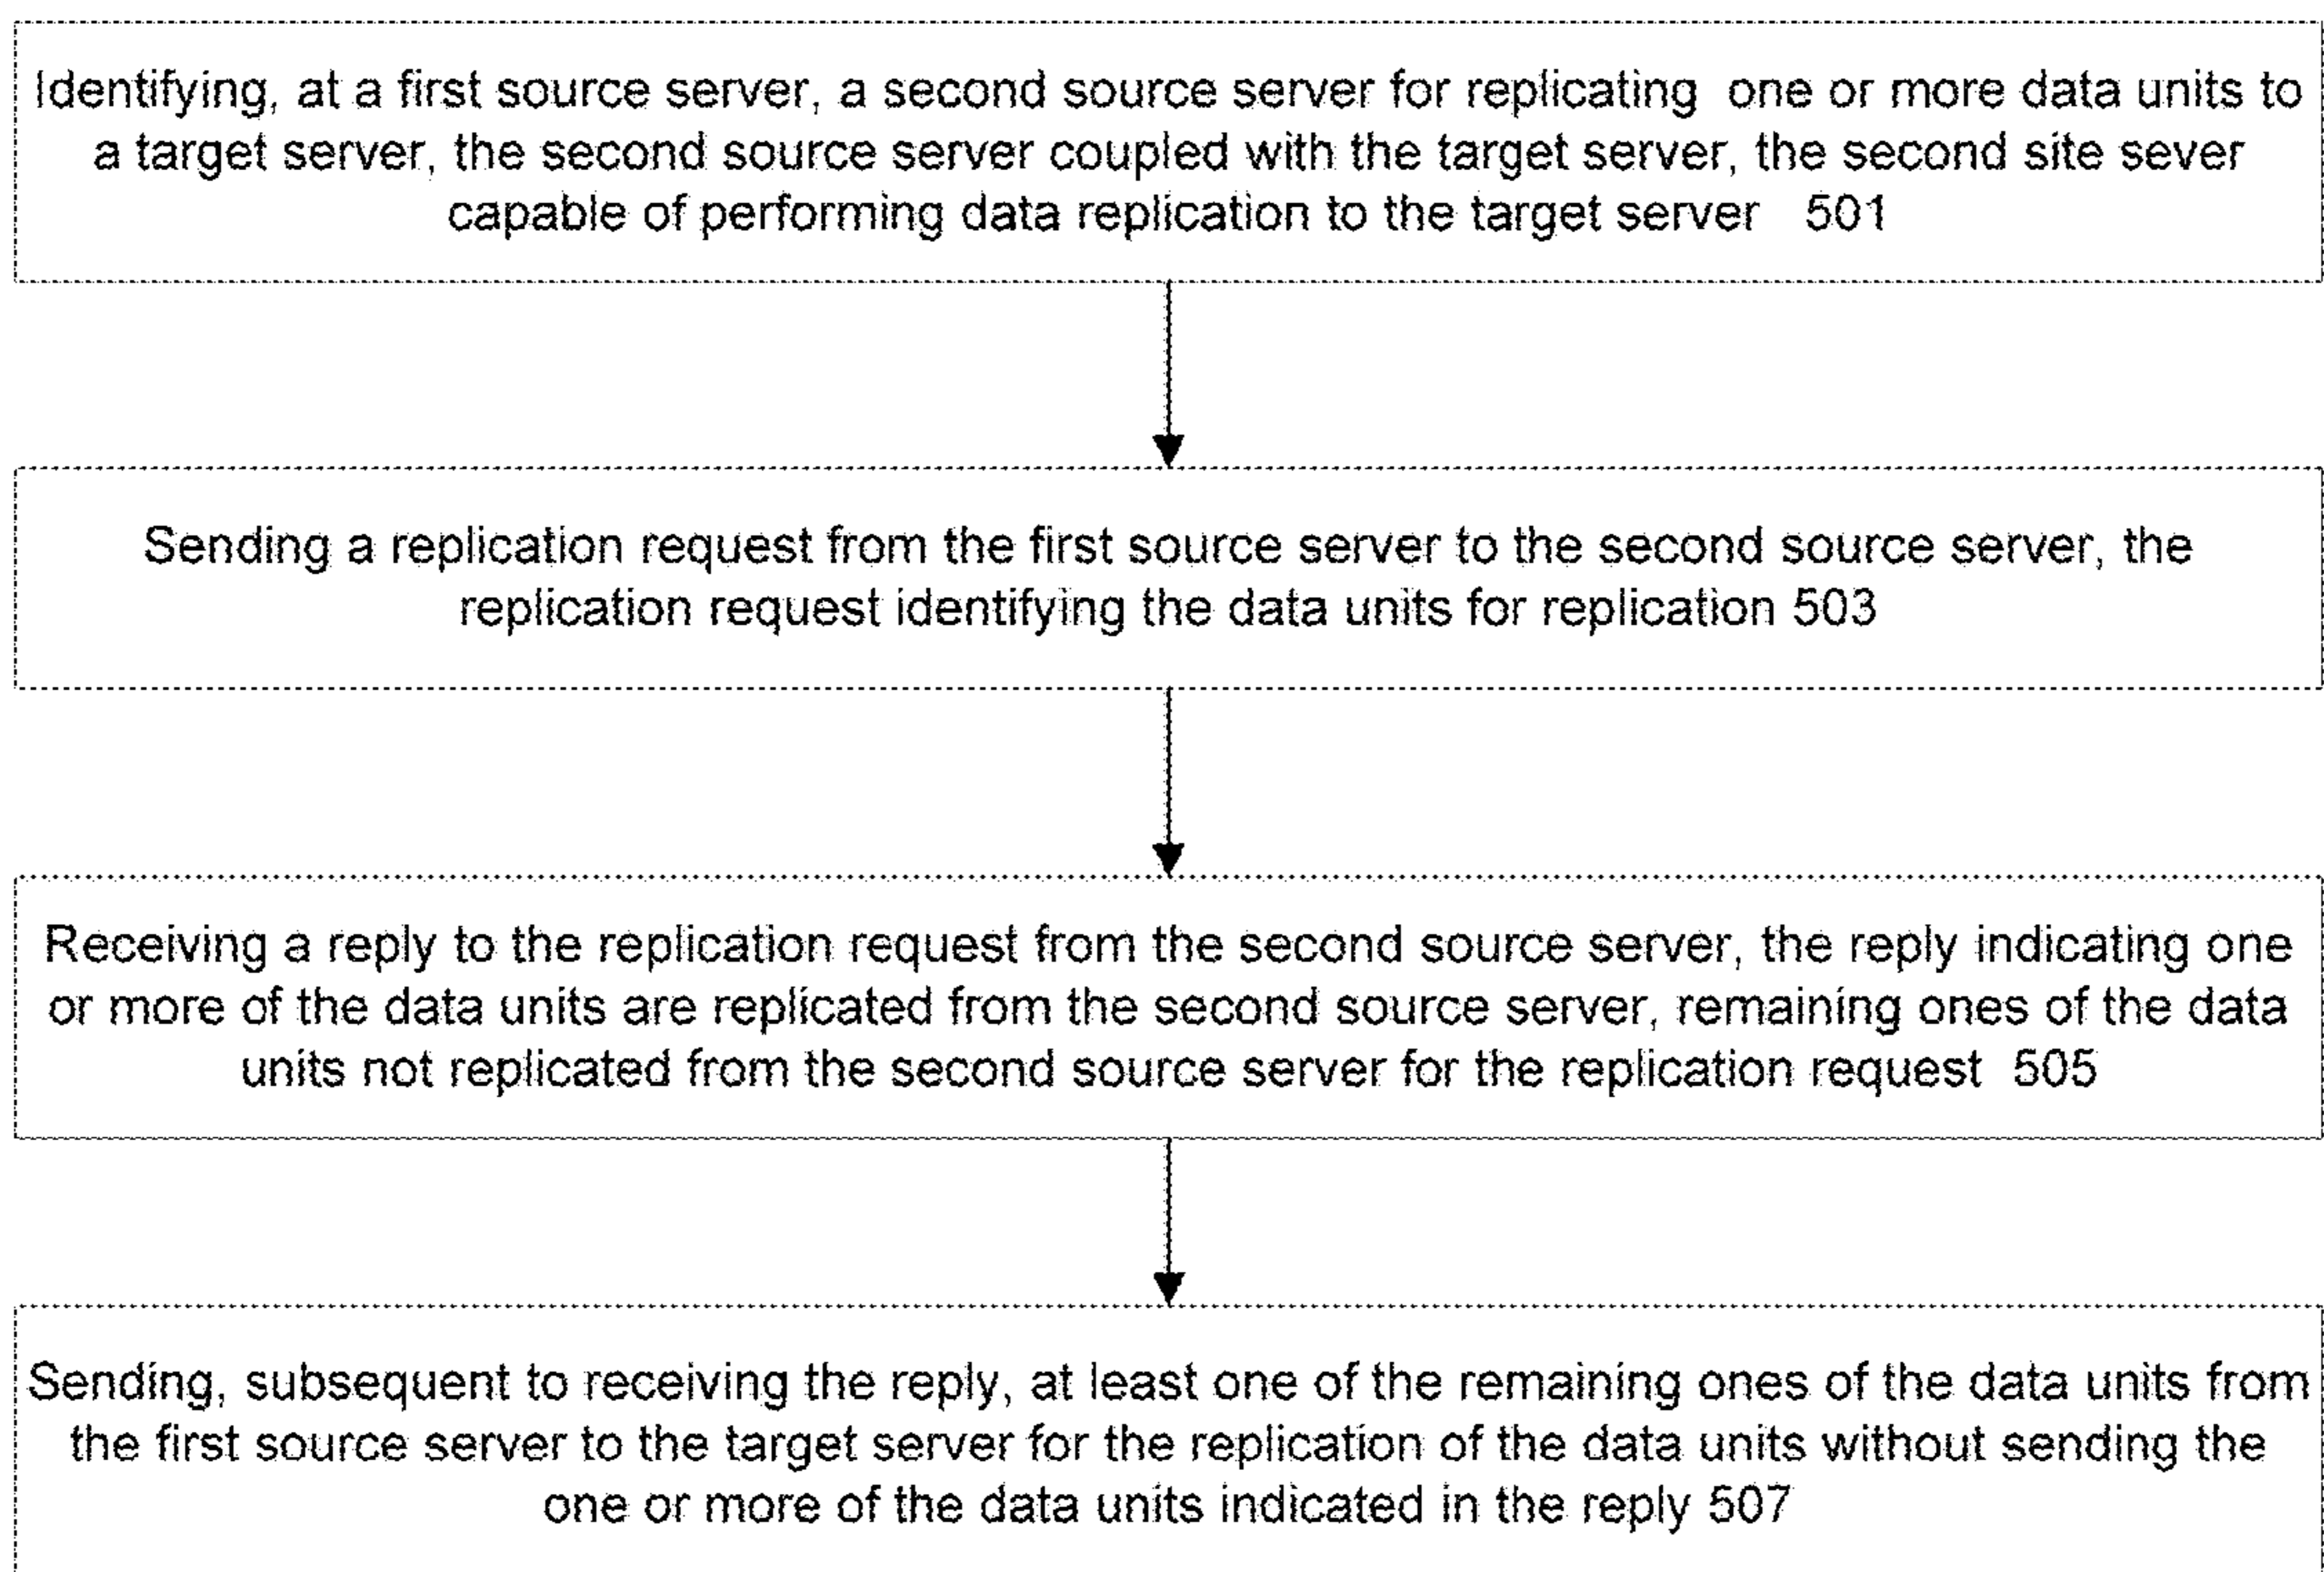 Identifying, at a first source server, a second source server for replicating one or more data units to
a target server, the second source server coupled with the target server, the second site sever
capable of performing data replication to the target server 501
Sending a replication request from the first source server to the second source server, the
replication request identifying the data units for replication 503
Receiving a reply to the replication request from the second source server, the reply indicating one
or more of the data units are replicated from the second source server, remaining ones of the data
units not replicated from the second source server for the replication request 505
Sending, subsequent to receiving the reply, at least one of the remaining ones of the data units from
the first source server to the target server for the replication of the data units without sending the
one or more of the data units indicated in the reply 507